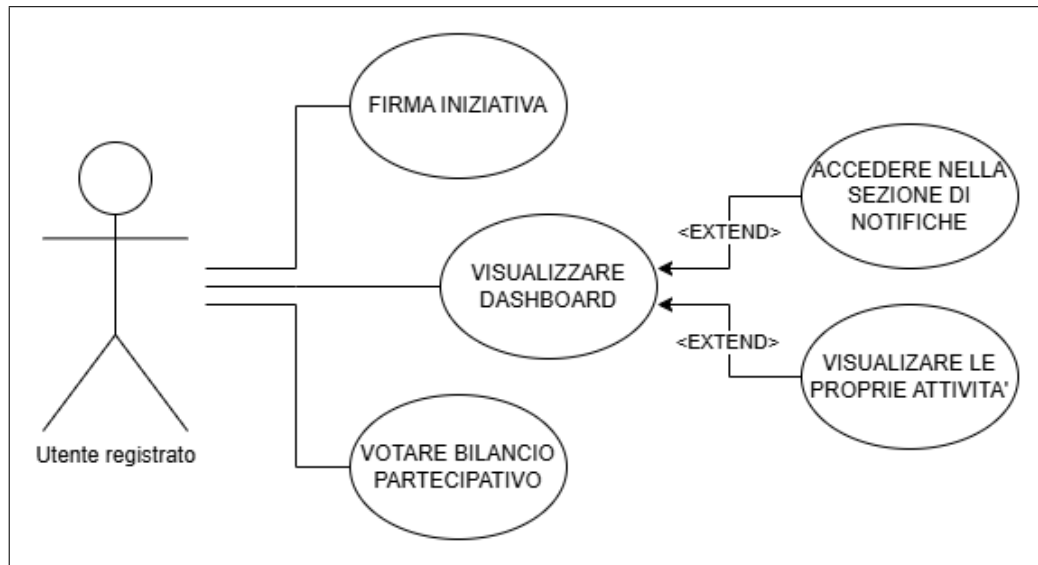 FIRMA INIZIATIVA
ACCEDERE NELLA
SEZIONE DI
NOTIFICHE
<EXTEND>
VISUALIZZARE
DASHBOARD
<EXTEND>
VISUALIZARE LE
PROPRIE ATTIVITA'
Utente registrato
VOTARE BILANCIO
PARTECIPATIVO